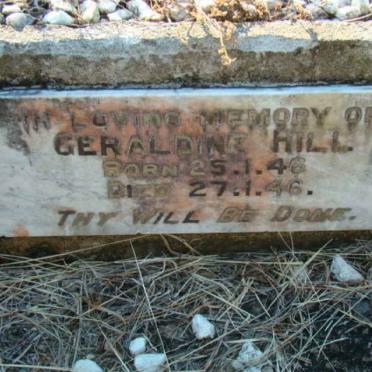 IN LOVING MEMORY OF
GERALDINE HILL
BORN 25.1.46
DIED 27.1.46.
THY WILL BE DONE.